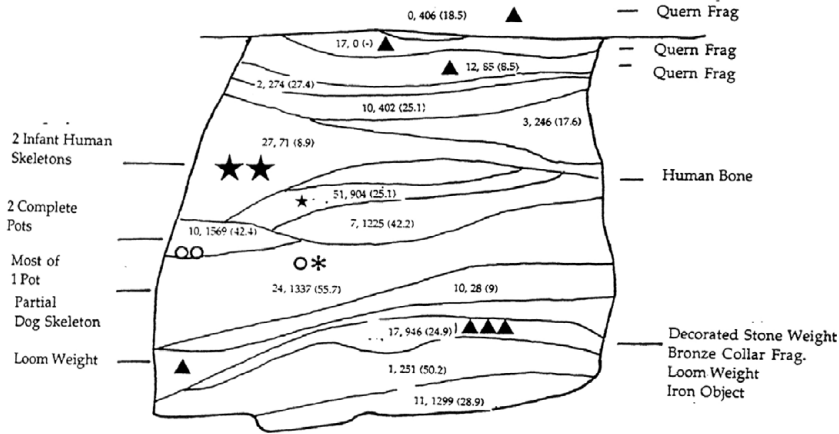 0, 406 (18.5)
Quern Frag
17, 0 (-)
Quern Frag
12, 85 (8.5)
Quern Frag
2, 274 (27.4)
10, 402 (25.1)
3, 246 (17.6)
2 Infant Human
Skeletons
27, 71 (8.9)
Human Bone
51, 904 (25.1)
2 Complete
Pots
10, 1569 (42.4)
7, 1225 (42.2)
Most of
1 Pot
Partial
Dog Skeleton
24, 1337 (55.7)
10, 28 (9)
17, 946 (24.9)
Decorated Stone Weight
Bronze Collar Frag.
Loom Weight
Iron Object
Loom Weight
1, 251 (50.2)
11, 1299 (28.9)